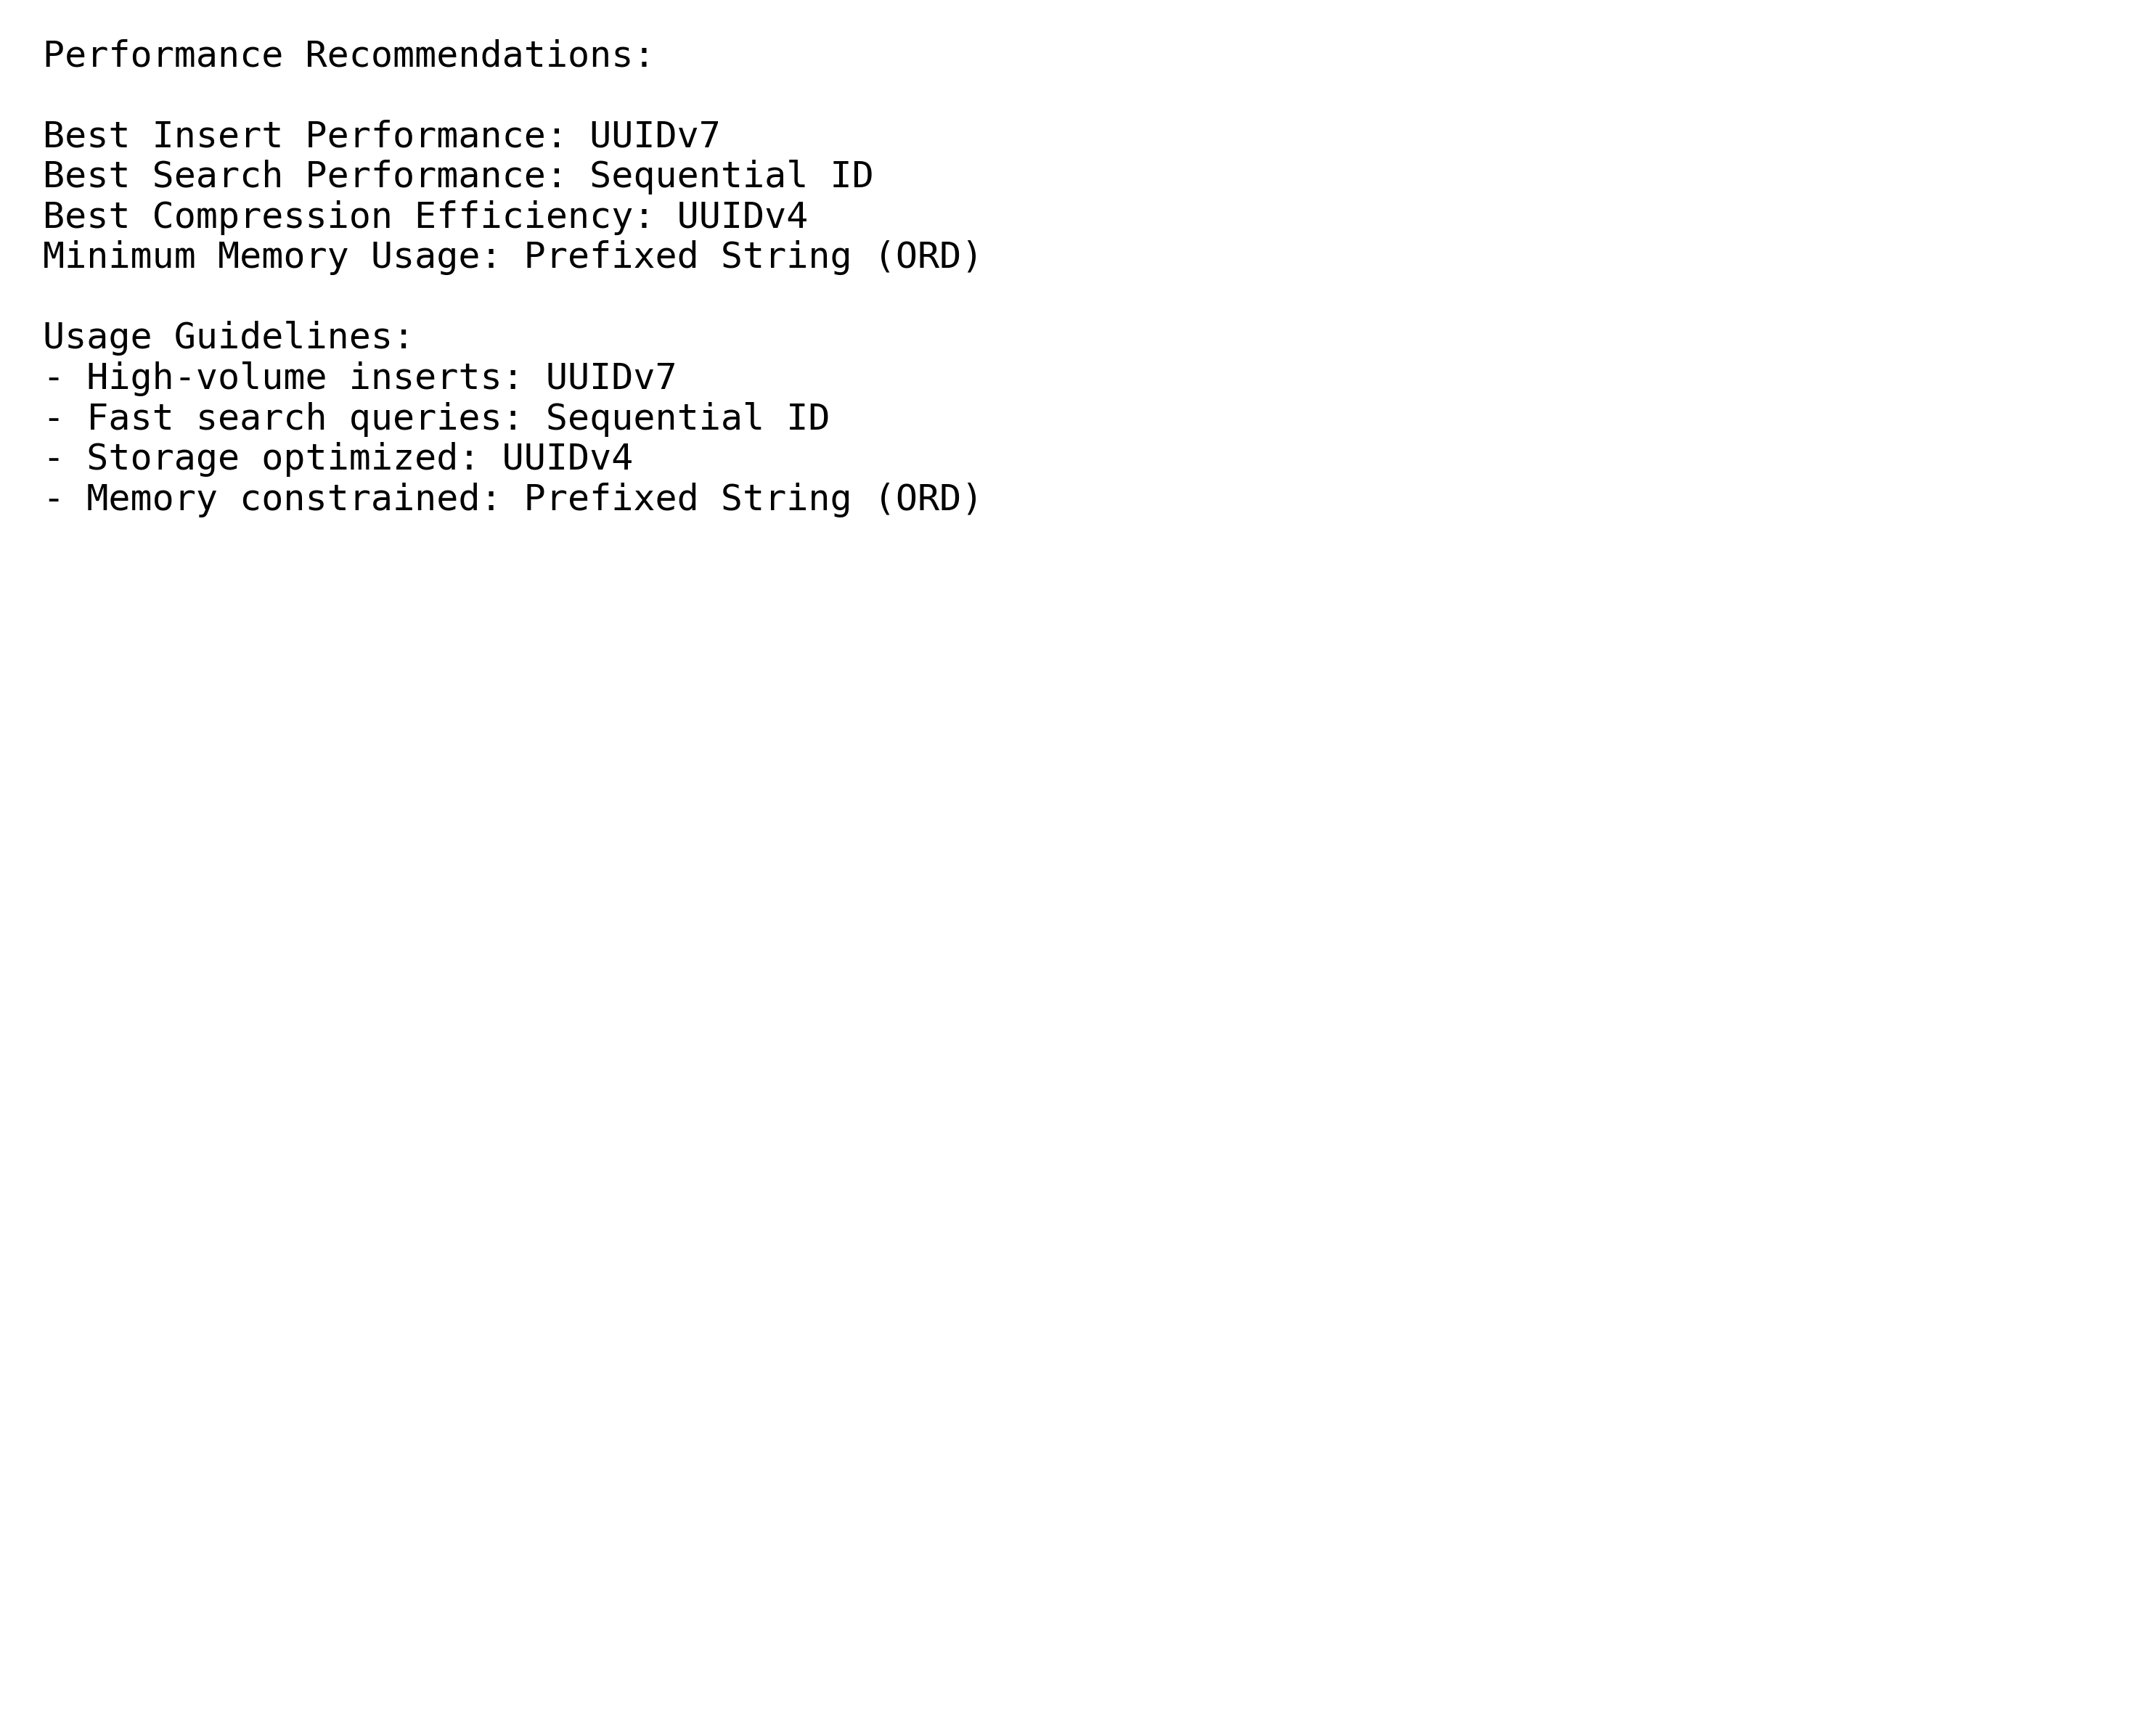 Performance Recommendations:
Best Insert Performance: UUIDv7
Best Search Performance: Sequential ID
Best Compression Efficiency: UUIDv4
Minimum Memory Usage: Prefixed String (ORD)
Usage Guidelines:
- High-volume inserts: UUIDv7
- Fast search queries: Sequential ID
- Storage optimized: UUIDv4
- Memory constrained: Prefixed String (ORD)